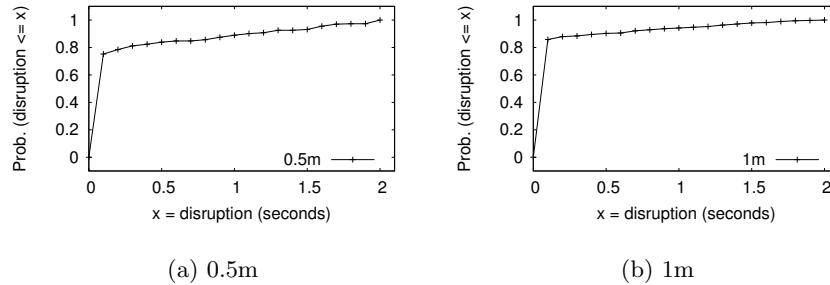 Prob. (disruption <= x)
1
0.8
0.6
0.4
0.2
0
0 0.5 1 1.5 2
0.5m
x = disruption (seconds)
(a) 0.5m
Prob. (disruption <= x)
1
0.8
0.6
0.4
0.2
0
0 0.5 1 1.5 2
1m
x = disruption (seconds)
(b) 1m